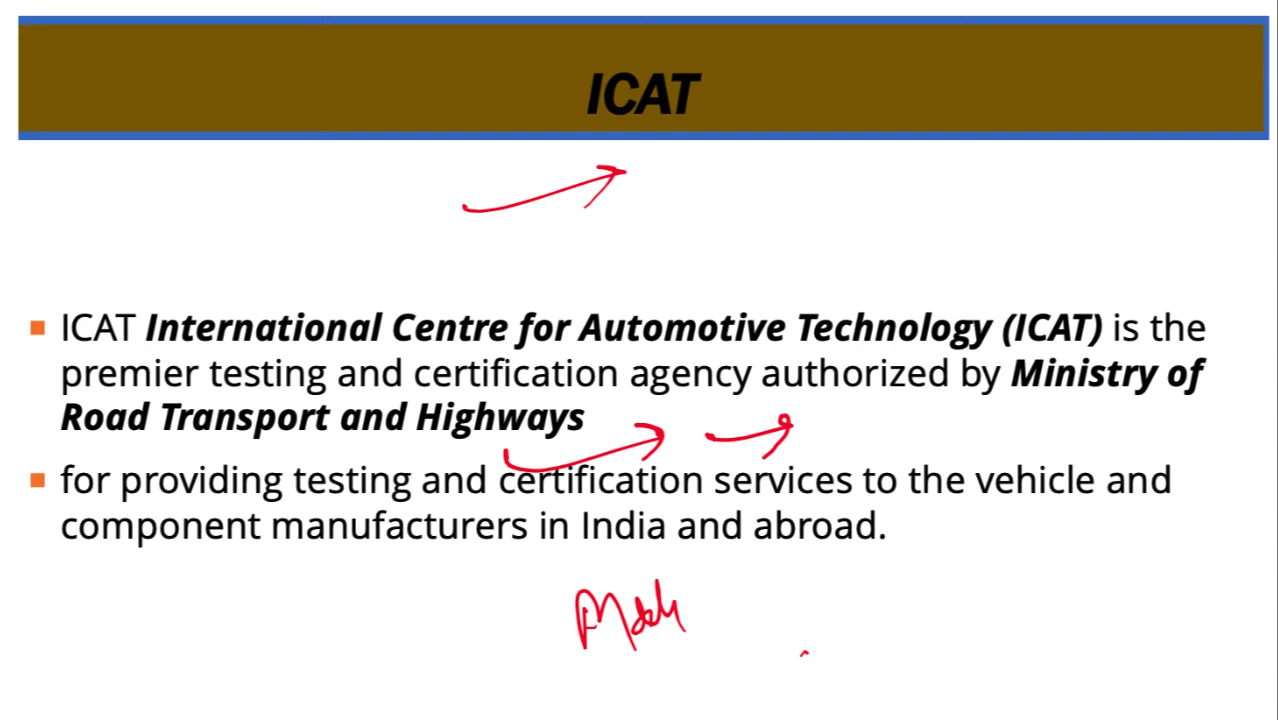 ICAT
ICAT International Centre for Automotive Technology (ICAT) is the
premier testing and certification agency authorized by Ministry of
Road Transport and Highways
for providing testing and certification services to the vehicle and
component manufacturers in India and abroad.